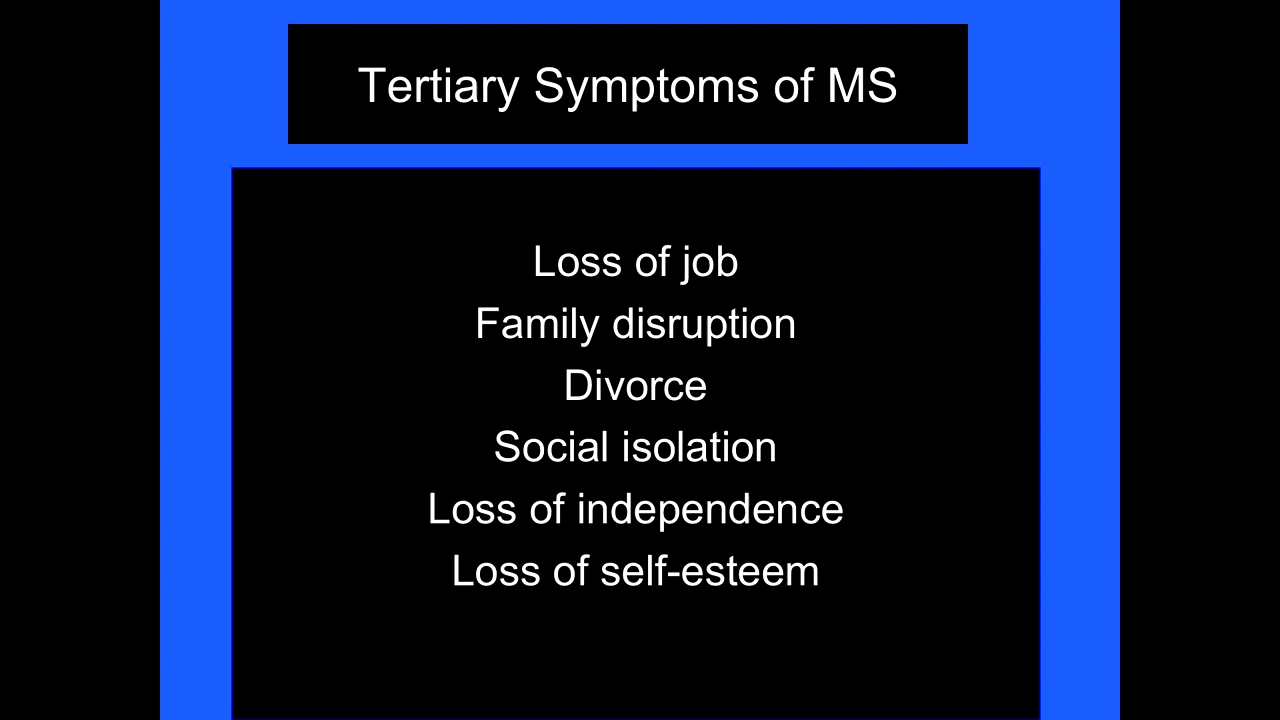 Tertiary Symptoms of MS
Loss of job
Family disruption
Divorce
Social isolation
Loss of independence
Loss of self-esteem